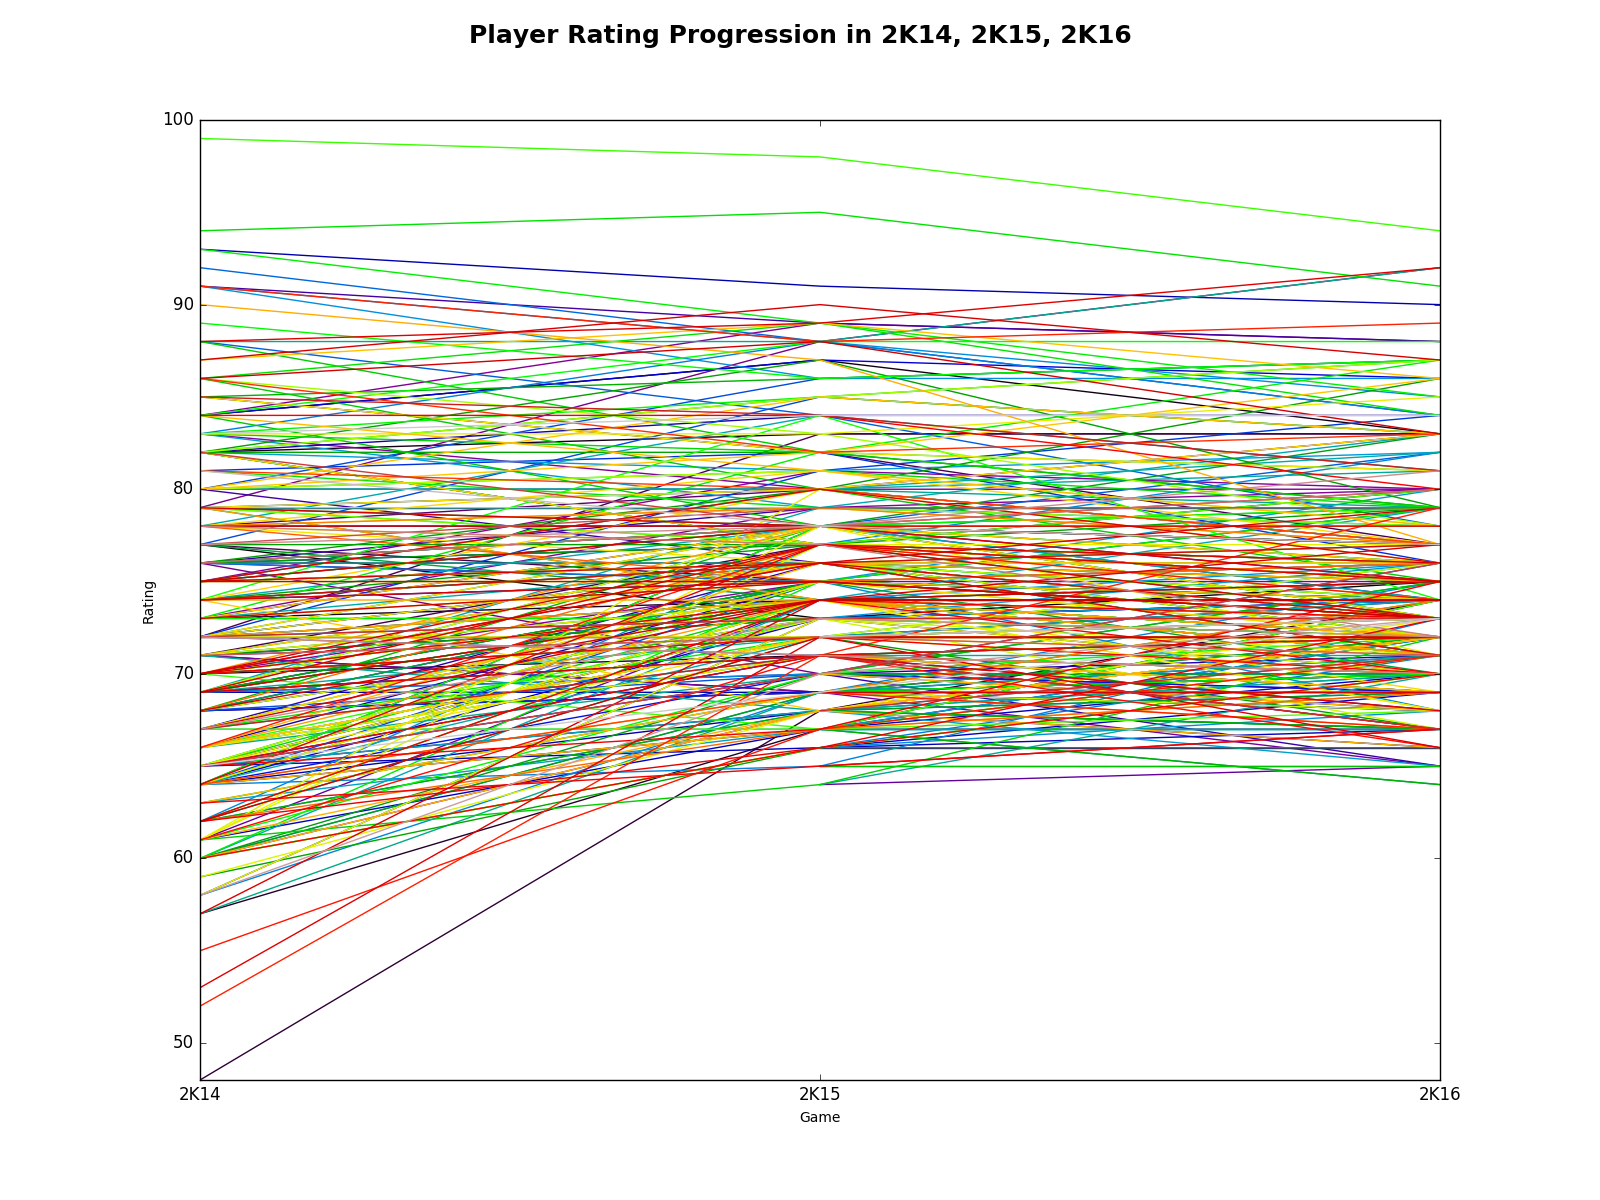 Player Rating Progression in 2K14, 2K15, 2K16
100
90
80
70
60
50
Rating
2K14
2K15
2K16
Game